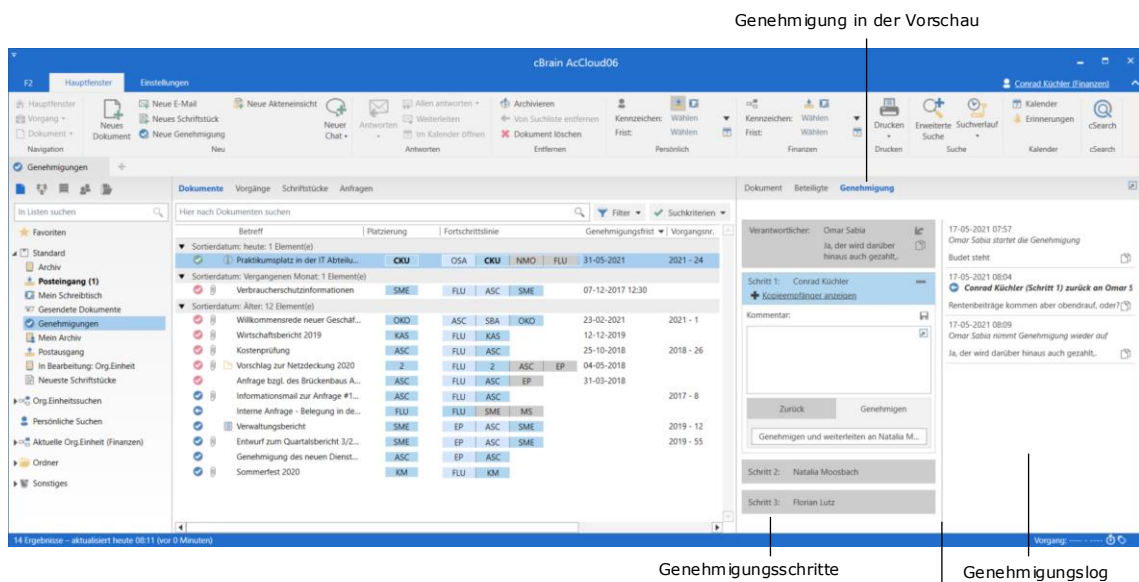 Genehmigung in der Vorschau
cBrain AcCloud06
F2 Hauptfenster Einstellungen Conrad Küchler (Finanzen)
Hauptfenster Neue E-Mail Neue Akteneinsicht Allen antworten Archivieren Kalender
Vorgang Neues Schriftstück Weiterleiten Von Suchliste entfernen Kennzeichen: Wählen Kennzeichen: Wählen Erinnerungen
Dokument Neues Dokument Neue Genehmigung Neuer Chat Antworten Im Kalender öffnen Dokument löschen Frist: Wählen Frist: Wählen Drucken Erweiterte Suche Suchverlauf cSearch
Navigation Neu Antworten Entfernen Persönlich Finanzen Drucken Suche Kalender cSearch
Genehmigungen
Dokumente Vorgänge Schriftstücke Anfragen
Dokument Beteiligte Genehmigung
In Listen suchen
Hier nach Dokumenten suchen Filter Suchkriterien
Favoriten
Standard
Archiv
Posteingang (1)
Mein Schreibtisch
Gesendete Dokumente
Genehmigungen
Mein Archiv
Postausgang
In Bearbeitung: Org.Einheit
Neueste Schriftstücke
Org.Einheitssuchen
Persönliche Suchen
Aktuelle Org.Einheit (Finanzen)
Ordner
Sonstiges
Betreff Platzierung Fortschrittslinie Genehmigungsfrist Vorgangsnr.
Sortierdatum: heute: 1 Element(e)
Praktikumsplatz in der IT Abteilu... CKU OSA CKU NMO FLU 31-05-2021 2021 - 24
Sortierdatum: Vergangenen Monat: 1 Element(e)
Verbraucherschutzinformationen SME FLU ASC SME 07-12-2017 12:30
Sortierdatum: Älter: 12 Element(e)
Willkommensrede neuer Geschäf... OKO ASC SBA OKO 23-02-2021 2021 - 1
Wirtschaftsbericht 2019 KAS FLU KAS 12-12-2019
Kostenprüfung ASC FLU ASC 25-10-2018 2018 - 26
Vorschlag zur Netzdeckung 2020 2 FLU 2 ASC EP 04-05-2018
Anfrage bzgl. des Brückenbaus A... ASC FLU ASC EP 31-03-2018
Informationsmail zur Anfrage #1... ASC FLU ASC 2017 - 8
Interne Anfrage - Belegung in de... FLU FLU SME MS
Verwaltungsbericht SME EP ASC SME 2019 - 12
Entwurf zum Quartalsbericht 3/2... SME EP ASC SME 2019 - 55
Genehmigung des neuen Dienst... ASC EP ASC
Sommerfest 2020 KM FLU KM
Verantwortlicher: Omar Sabia
Ja, der wird darüber
hinaus auch gezahlt,.
Schritt 1: Conrad Küchler
Kopieempfänger anzeigen
Kommentar:
Zurück Genehmigen
Genehmigen und weiterleiten an Natalia M...
Schritt 2: Natalia Moosbach
Schritt 3: Florian Lutz
17-05-2021 07:57
Omar Sabia startet die Genehmigung
Budet steht
17-05-2021 08:04
Conrad Küchler (Schritt 1) zurück an Omar S
Rentenbeiträge kommen aber obendrauf, oder?
17-05-2021 08:09
Omar Sabia nimmt Genehmigung wieder auf
Ja, der wird darüber hinaus auch gezahlt,.
14 Ergebnisse – aktualisiert heute 08:11 (vor 0 Minuten) Vorgang: ---- - ----
Genehmigungsschritte Genehmigungslog